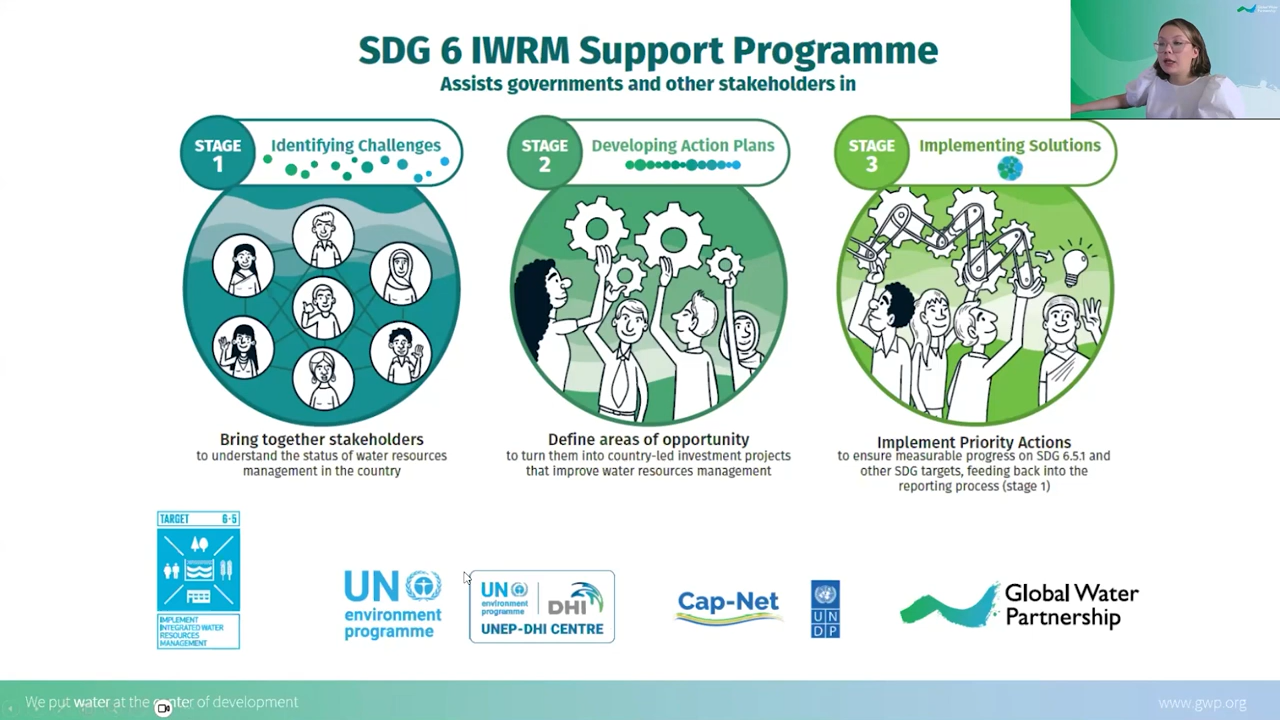 SDG 6 IWRM Support Programme
Assists governments and other stakeholders in
STAGE
1
Identifying Challenges
STAGE
2
Developing Action Plans
STAGE
3
Implementing Solutions
Bring together stakeholders
to understand the status of water resources
management in the country
Define areas of opportunity
to turn them into country-led investment projects
that improve water resources management
Implement Priority Actions
to ensure measurable progress on SDG 6.5.1 and
other SDG targets, feeding back into the
reporting process (stage 1)
TARGET 6-5
IMPLEMENT
INTEGRATED WATER
RESOURCES
MANAGEMENT
UN
environment
programme
UN
environment
programme
DHI
UNEP-DHI CENTRE
Cap-Net
UN
DP
Global Water
Partnership
We put water at the center of development
www.gwp.org